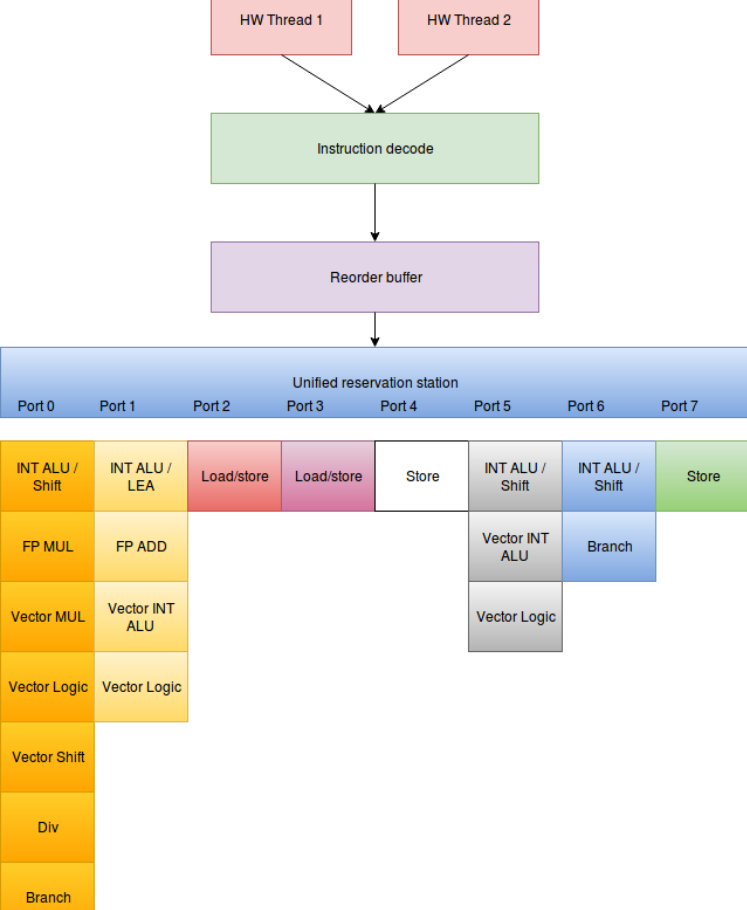 HW Thread 1
HW Thread 2
Instruction decode
Reorder buffer
Unified reservation station
Port 0 Port 1 Port 2 Port 3 Port 4 Port 5 Port 6 Port 7
INT ALU /
Shift
INT ALU /
LEA
Load/store
Load/store
Store
INT ALU /
Shift
INT ALU /
Shift
Store
FP MUL
FP ADD
Vector INT
ALU
Branch
Vector MUL
Vector INT
ALU
Vector Logic
Vector Logic
Vector Logic
Vector Shift
Div
Branch